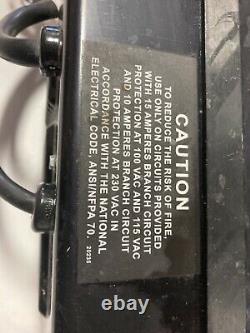 CAUTION
TO REDUCE THE RISK OF FIRE,
USE ONLY ON CIRCUITS PROVIDED
WITH 15 AMPERES BRANCH CIRCUIT
PROTECTION AT 100 VAC AND 115 VAC
AND 10 AMPERES BRANCH CIRCUIT
PROTECTION AT 230 VAC IN
ACCORDANCE WITH THE NATIONAL
ELECTRICAL CODE, ANSI/NFPA 70.
20235